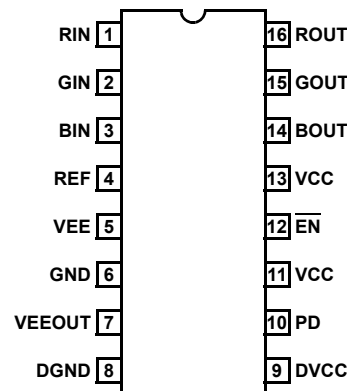 RIN 1 16 ROUT
GIN 2 15 GOUT
BIN 3 14 BOUT
REF 4 13 VCC
VEE 5 12 EN
GND 6 11 VCC
VEEOUT 7 10 PD
DGND 8 9 DVCC